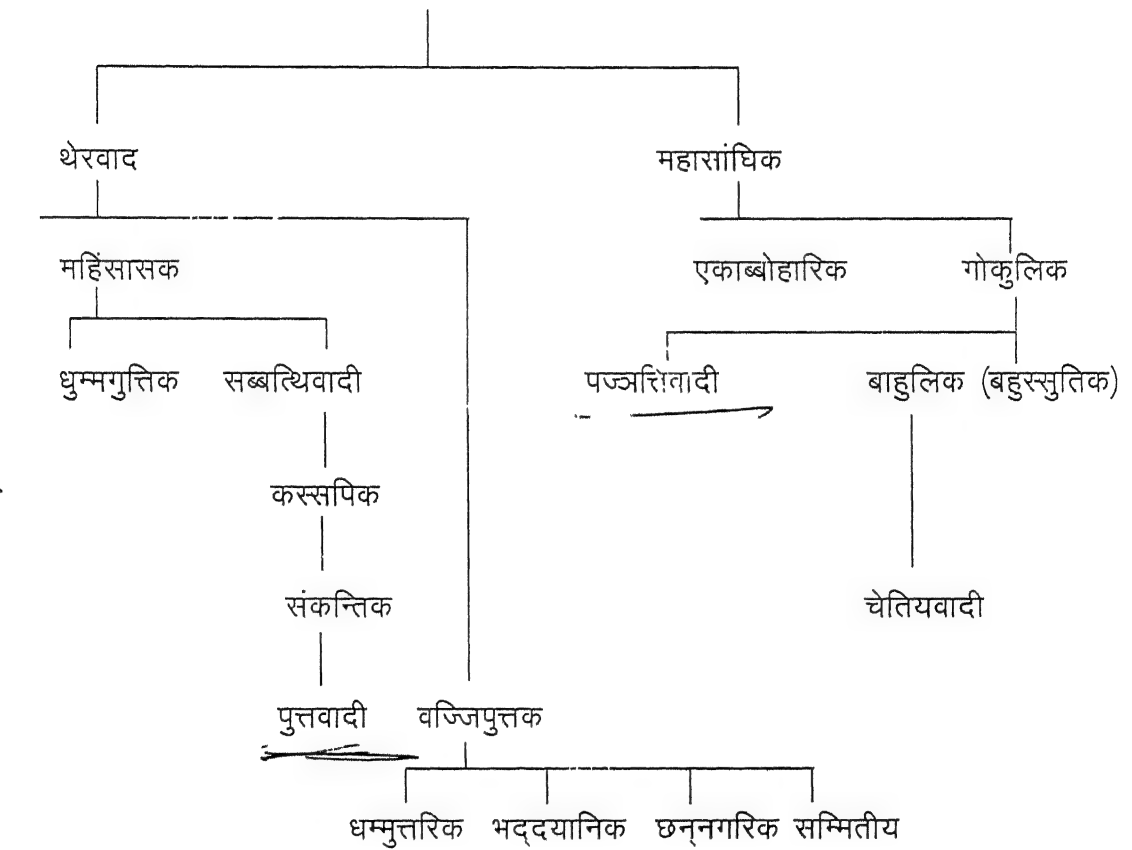 थेरवाद महासांघिक
महिंसासक एकाब्बोहारिक गोकुलिक
धुम्मगुत्तिक सब्बत्थिवादी पञ्ञत्तिवादी बाहुलिक (बहुस्सुतिक)
कस्सपिक
संकन्तिक चेतियवादी
पुत्तवादी वज्जिपुत्तक
धम्मुत्तरिक भद्दयानिक छन्नगरिक सम्मितीय